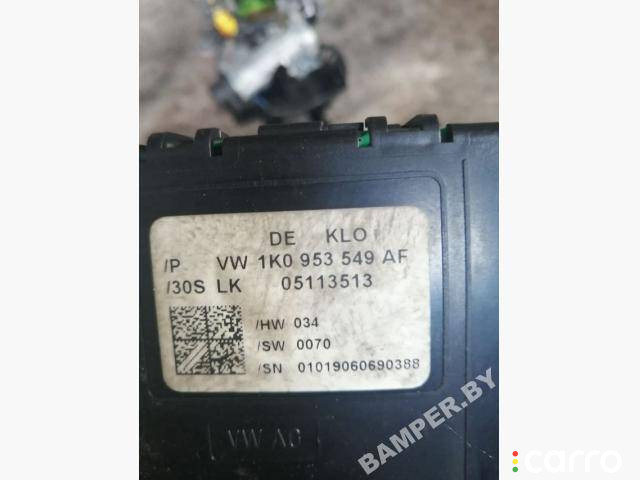 DE KLO
/P VW 1K0 953 549 AF
/30S LK 05113513
/HW 034
/SW 0070
/SN 01019060690388
VW AG
BAMPER.BY
carro